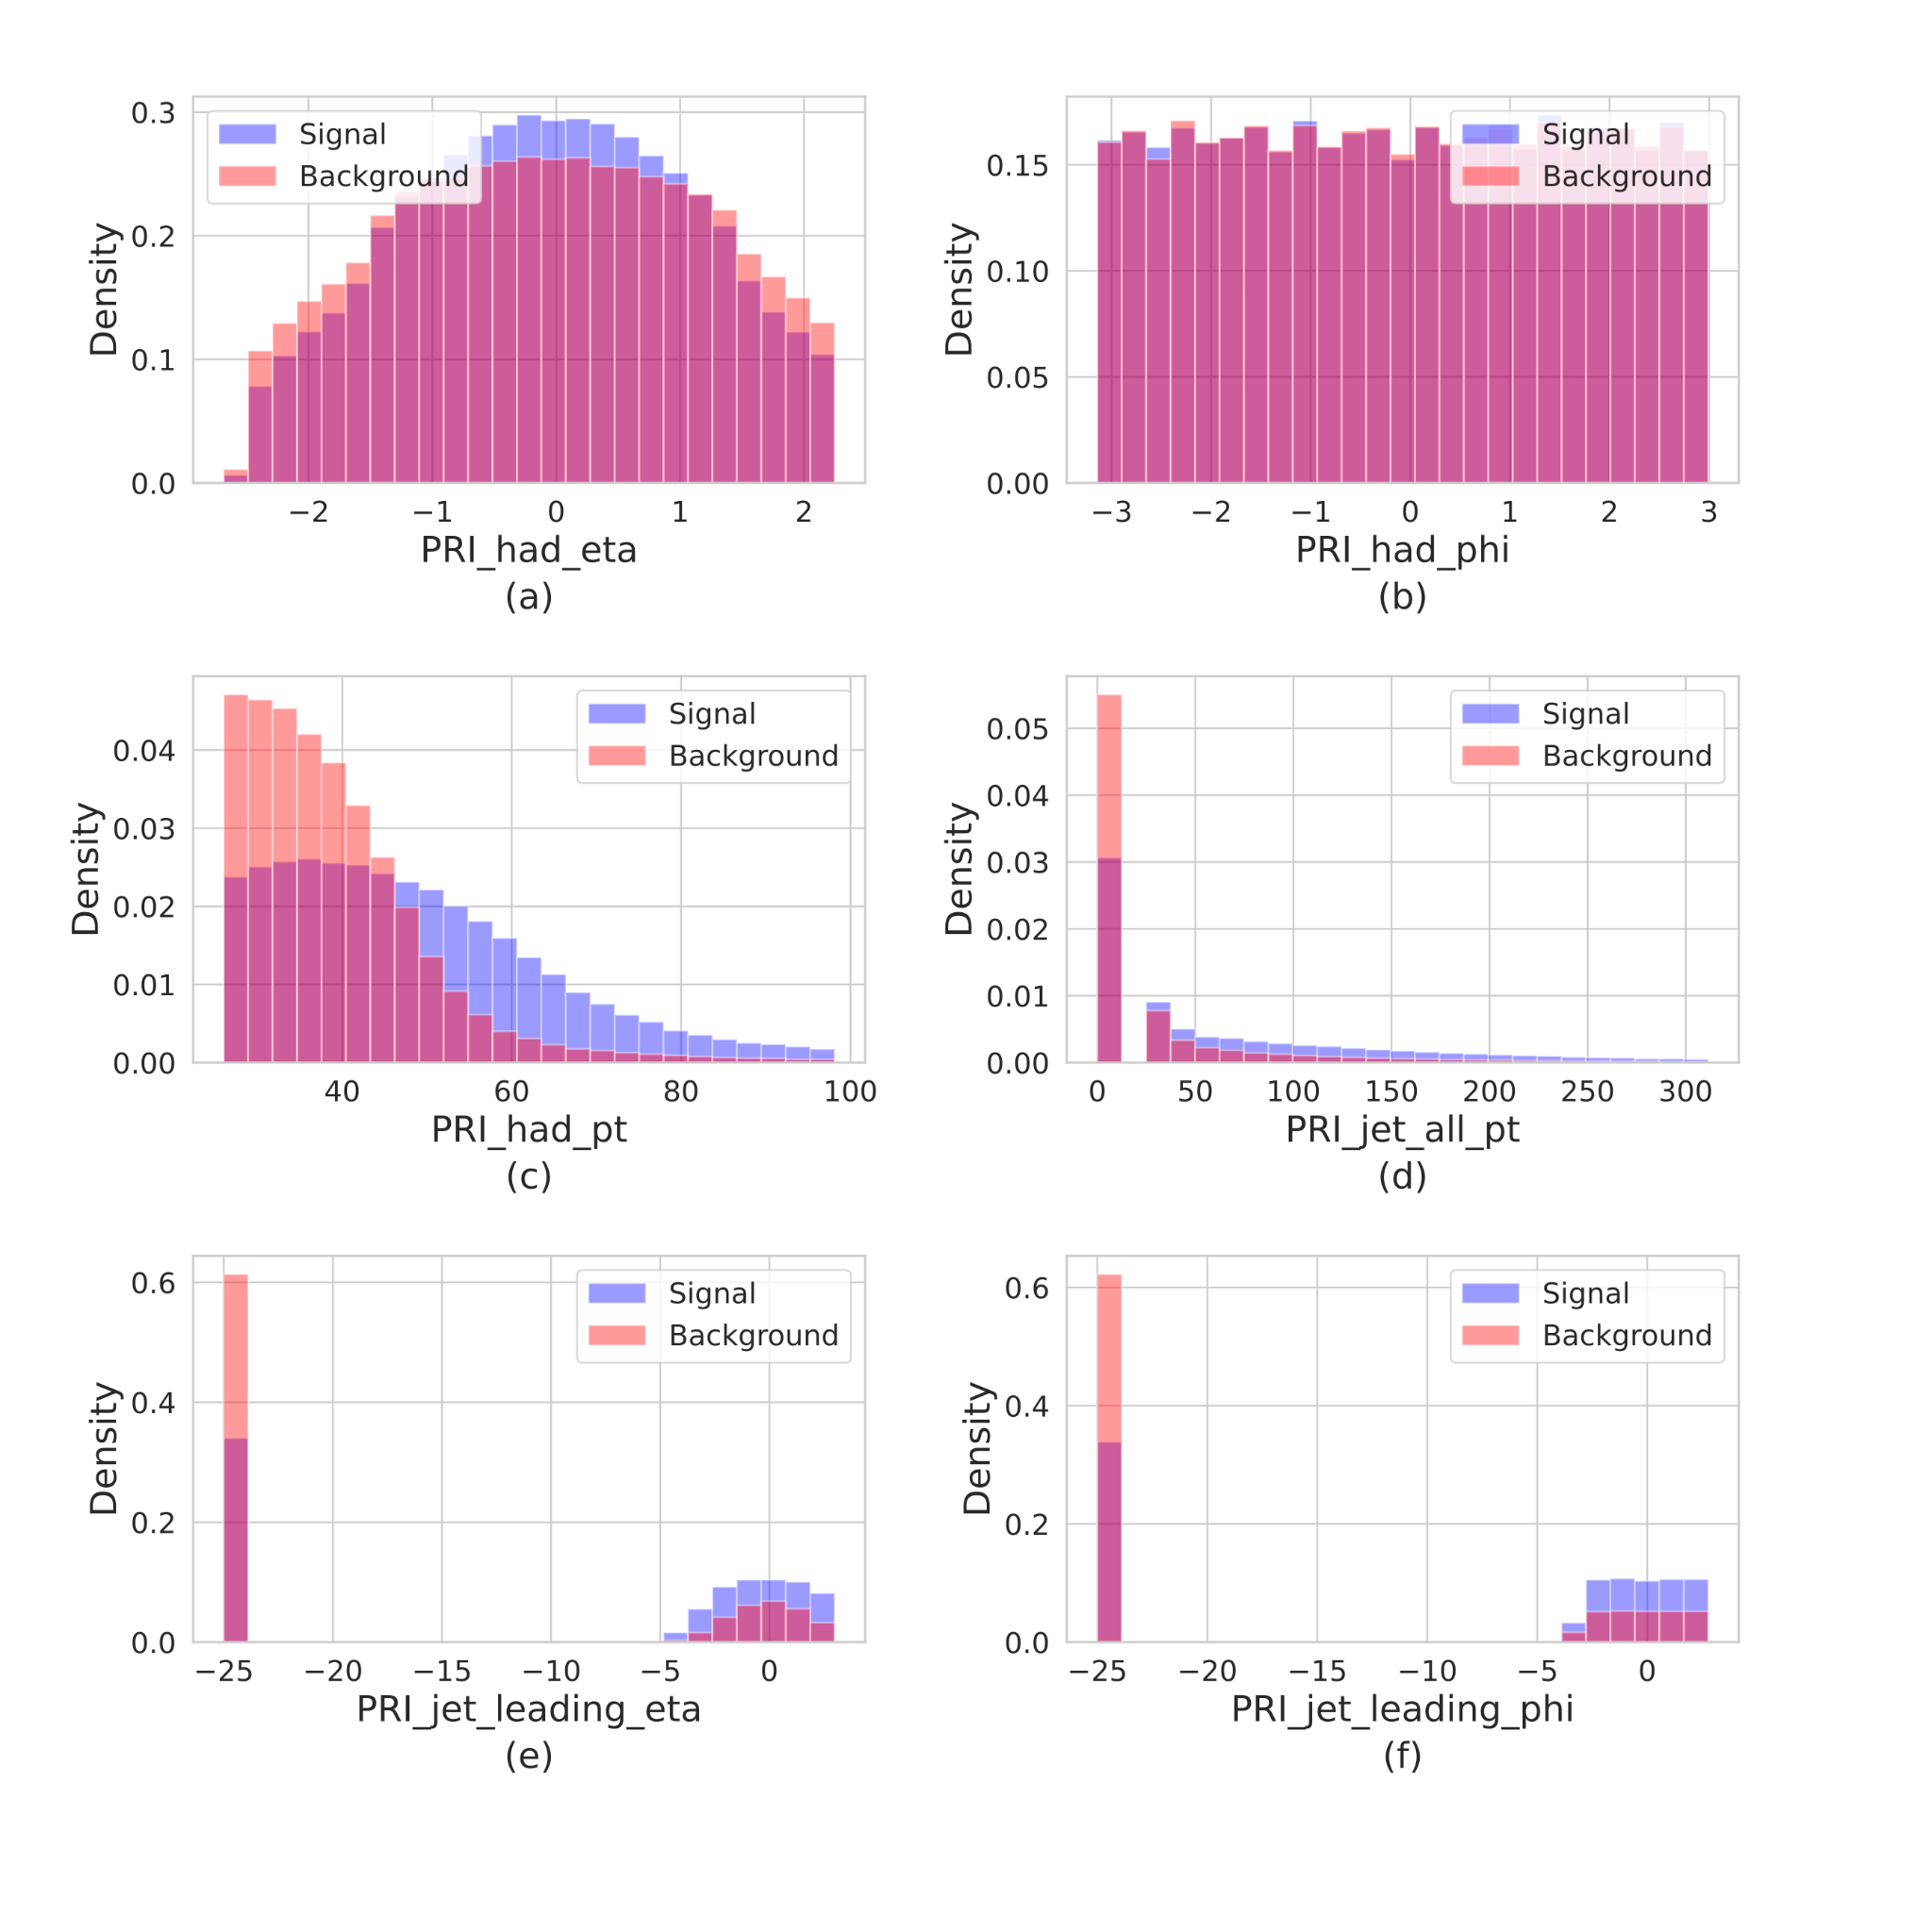 0.3
0.2
0.1
0.0
Density
Signal
Background
−2 −1 0 1 2
PRI_had_eta
(a)
0.15
0.10
0.05
0.00
Density
Signal
Background
−3 −2 −1 0 1 2 3
PRI_had_phi
(b)
0.04
0.03
0.02
0.01
0.00
Density
Signal
Background
40 60 80 100
PRI_had_pt
(c)
0.05
0.04
0.03
0.02
0.01
0.00
Density
Signal
Background
0 50 100 150 200 250 300
PRI_jet_all_pt
(d)
0.6
0.4
0.2
0.0
Density
Signal
Background
−25 −20 −15 −10 −5 0
PRI_jet_leading_eta
(e)
0.6
0.4
0.2
0.0
Density
Signal
Background
−25 −20 −15 −10 −5 0
PRI_jet_leading_phi
(f)